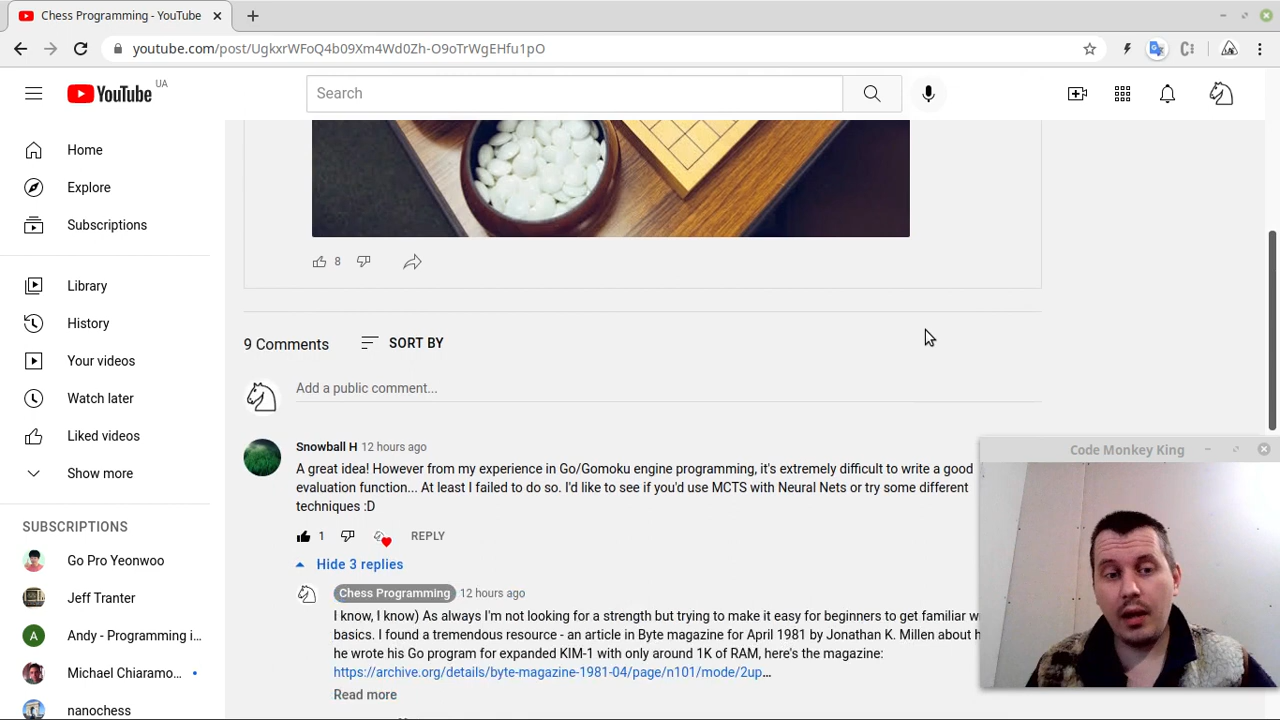 Chess Programming - YouTube
youtube.com/post/UgkxrWFoQ4b09Xm4Wd0Zh-O9oTrWgEHfu1pO
YouTube UA
Search
Home
Explore
Subscriptions
Library
History
Your videos
Watch later
Liked videos
Show more
SUBSCRIPTIONS
Go Pro Yeonwoo
Jeff Tranter
A
Andy - Programming i...
Michael Chiaramo...
nanochess
8
9 Comments
SORT BY
Add a public comment...
Snowball H 12 hours ago
A great idea! However from my experience in Go/Gomoku engine programming, it's extremely difficult to write a good
evaluation function... At least I failed to do so. I'd like to see if you'd use MCTS with Neural Nets or try some different
techniques :D
1
REPLY
Hide 3 replies
Chess Programming 12 hours ago
I know, I know) As always I'm not looking for a strength but trying to make it easy for beginners to get familiar
basics. I found a tremendous resource - an article in Byte magazine for April 1981 by Jonathan K. Millen about
he wrote his Go program for expanded KIM-1 with only around 1K of RAM, here's the magazine:
https://archive.org/details/byte-magazine-1981-04/page/n101/mode/2up...
Read more
Code Monkey King